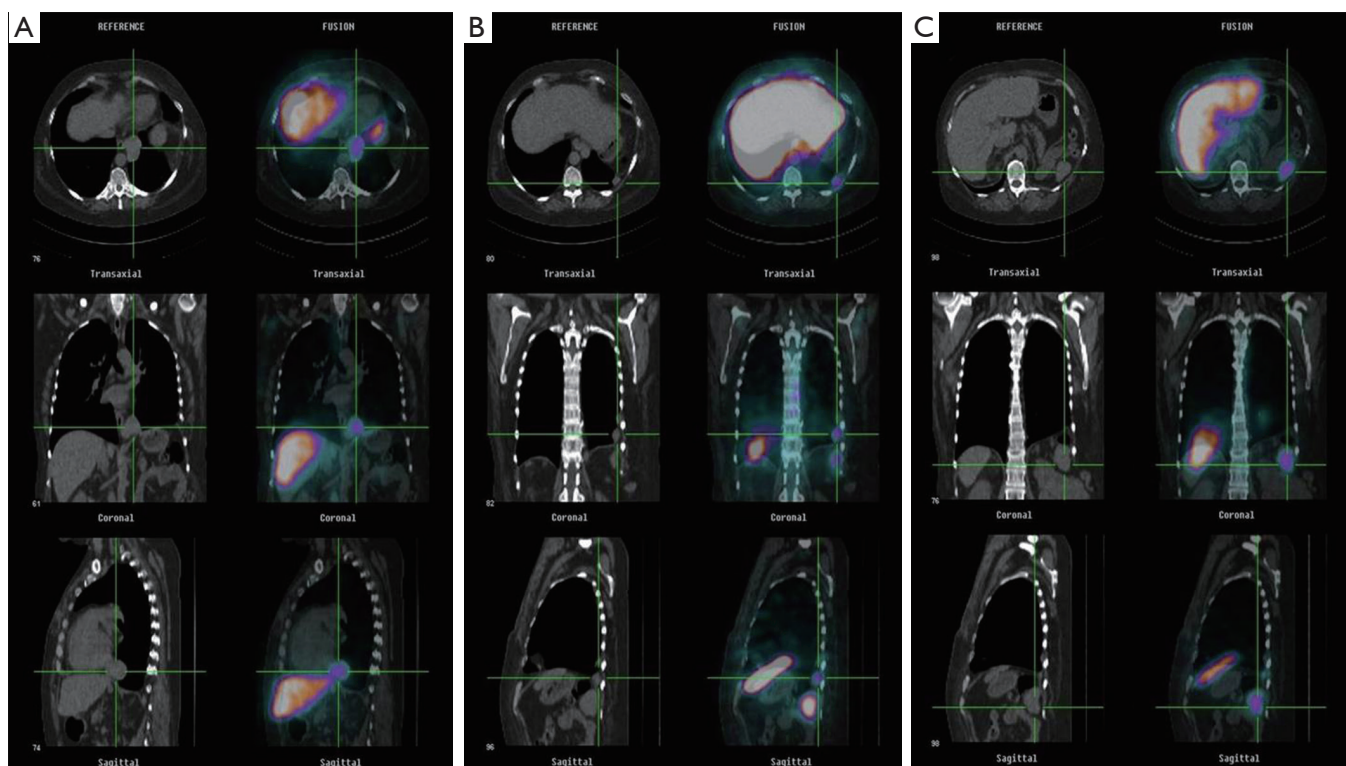 A
REFERENCE
FUSION
76
Transaxial
Transaxial
61
Coronal
Coronal
74
Sagittal
Sagittal
B
REFERENCE
FUSION
80
Transaxial
Transaxial
82
Coronal
Coronal
96
Sagittal
Sagittal
C
REFERENCE
FUSION
90
Transaxial
Transaxial
76
Coronal
Coronal
98
Sagittal
Sagittal